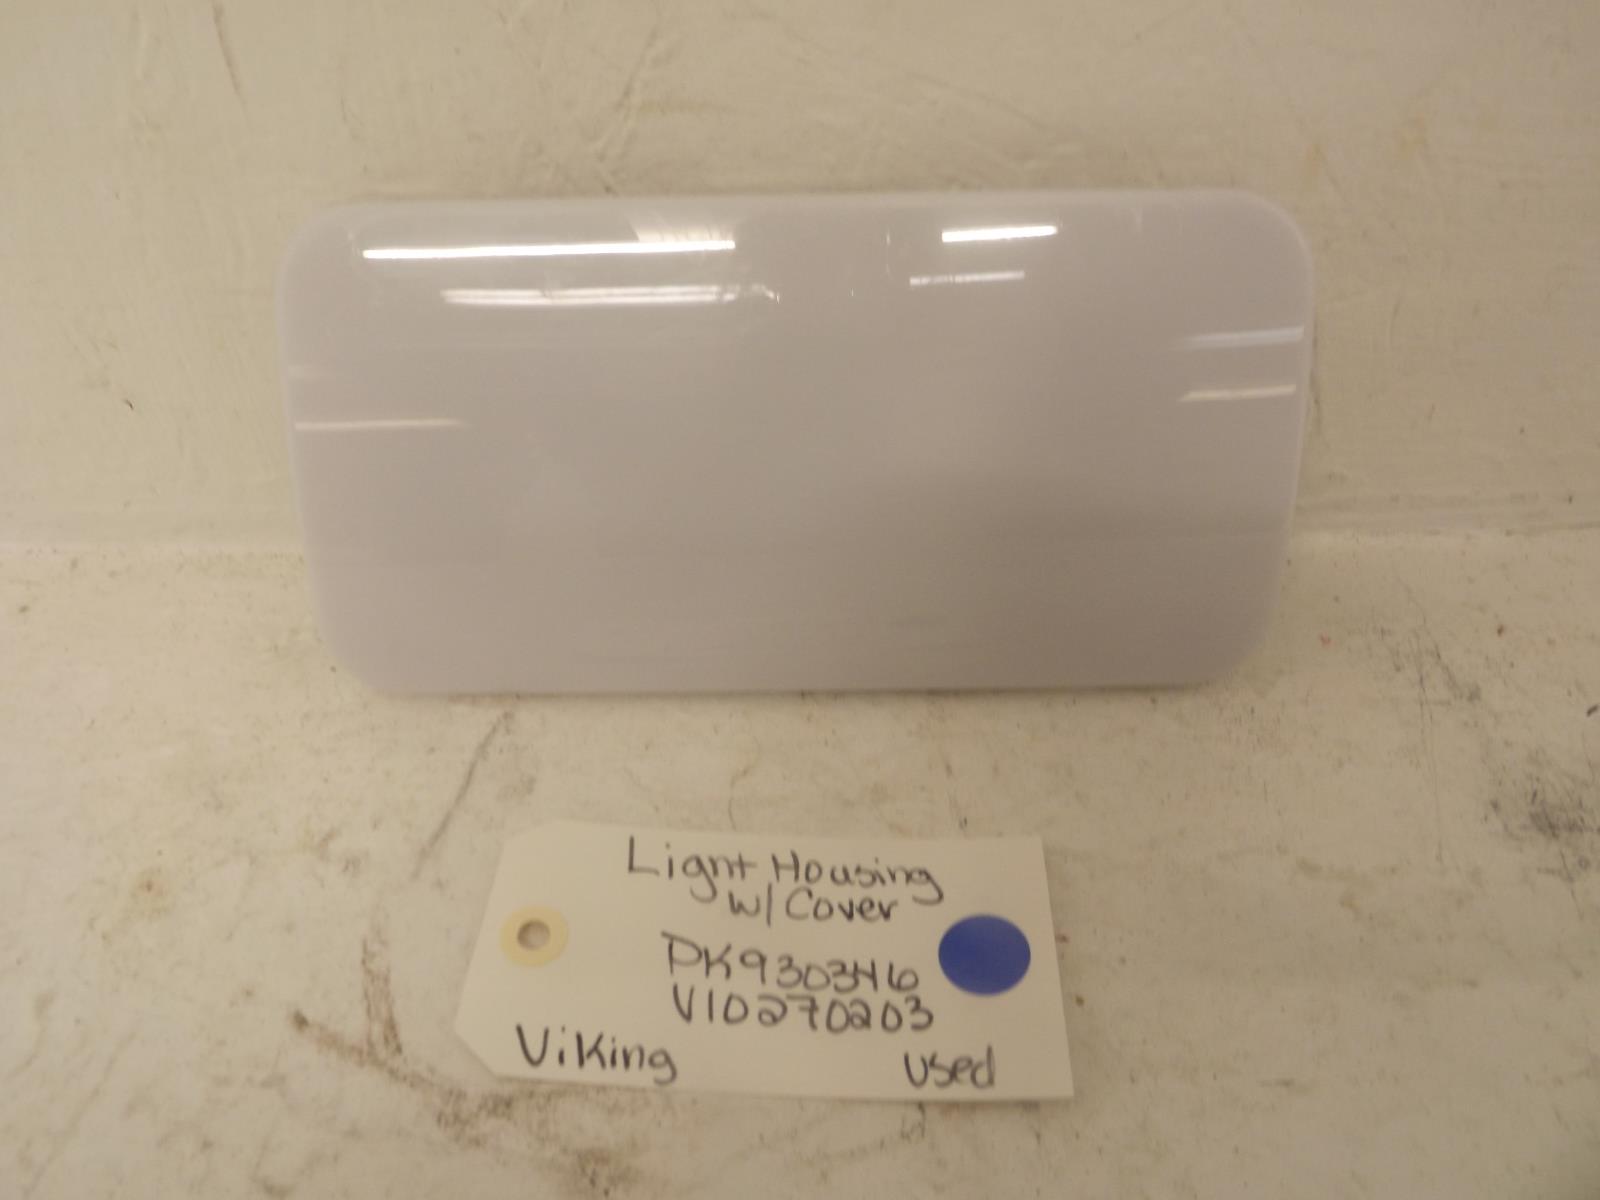 Light Housing
w/ Cover
PK930346
V10270203
Viking
Used